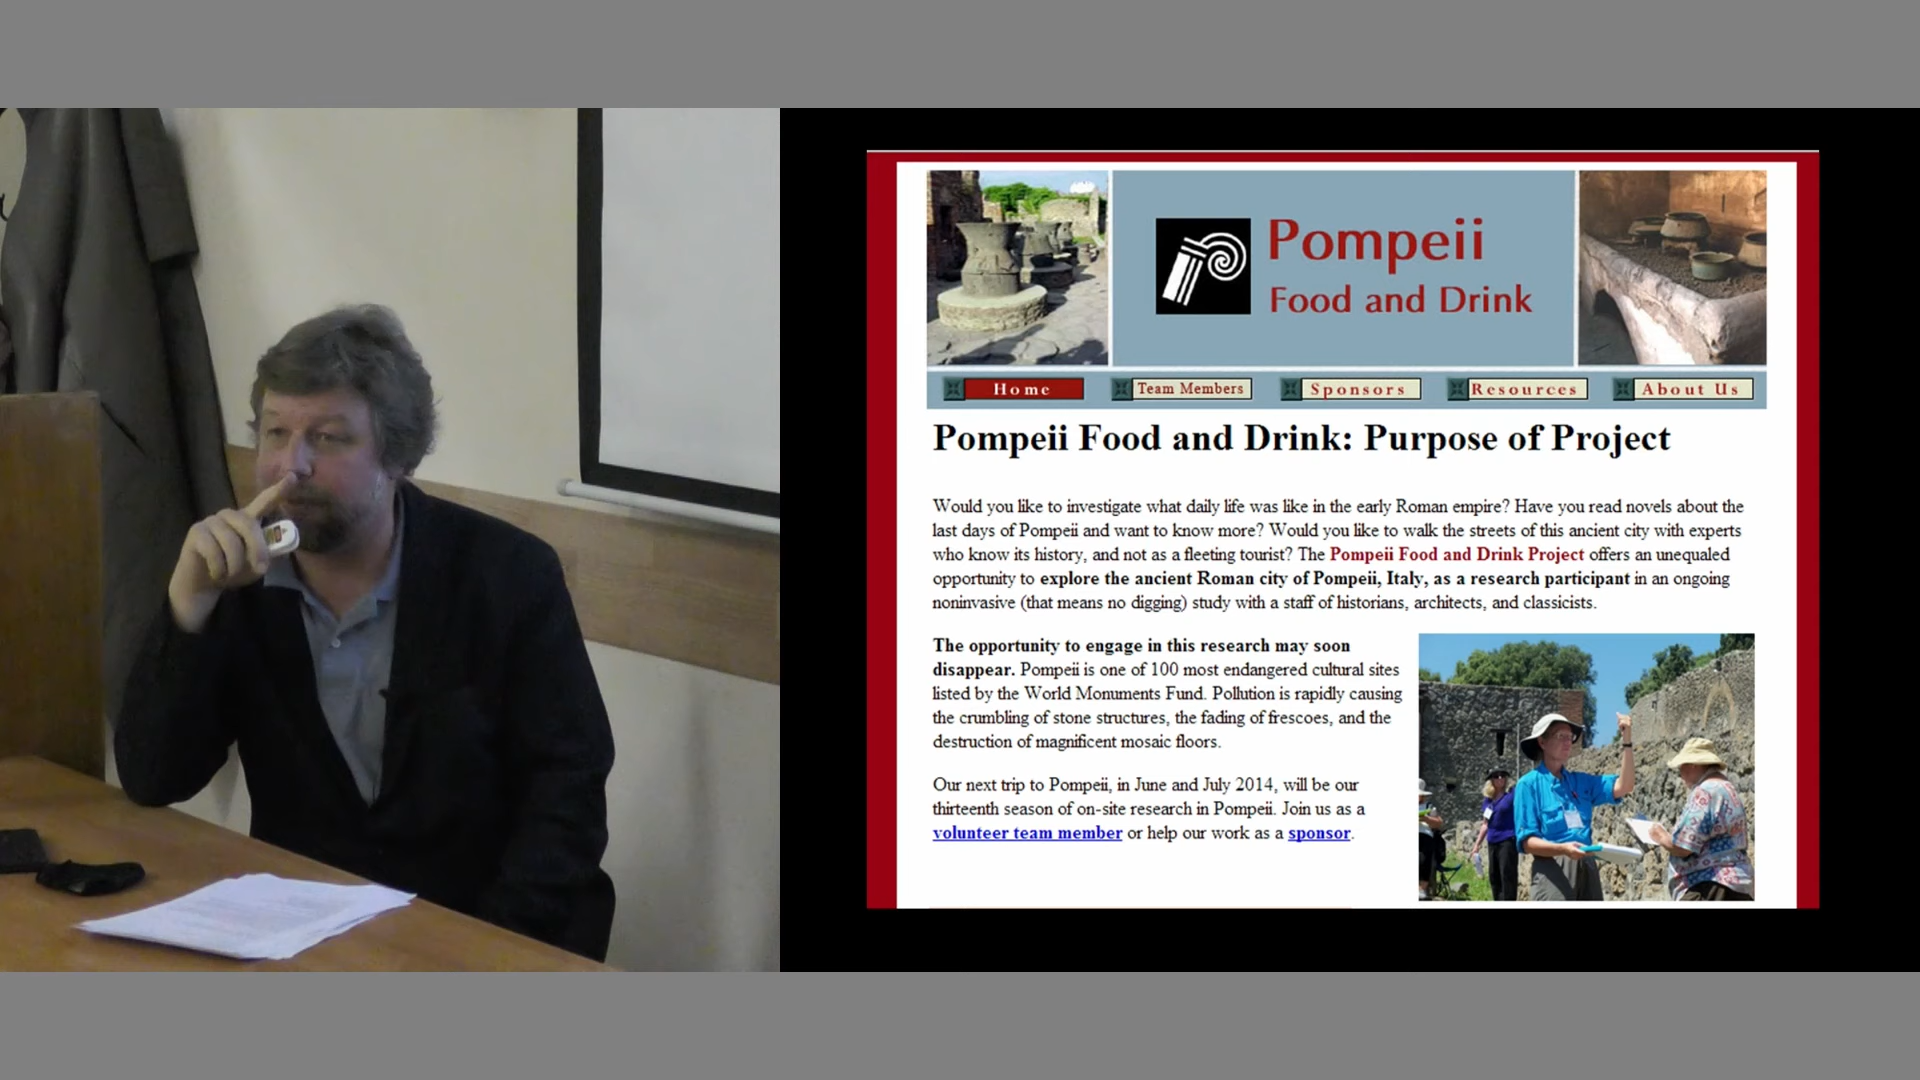 Pompeii
Food and Drink
Home
Team Members
Sponsors
Resources
About Us
Pompeii Food and Drink: Purpose of Project
Would you like to investigate what daily life was like in the early Roman empire? Have you read novels about the
last days of Pompeii and want to know more? Would you like to walk the streets of this ancient city with experts
who know its history, and not as a fleeting tourist? The Pompeii Food and Drink Project offers an unequaled
opportunity to explore the ancient Roman city of Pompeii, Italy, as a research participant in an ongoing
noninvasive (that means no digging) study with a staff of historians, architects, and classicists.
The opportunity to engage in this research may soon
disappear. Pompeii is one of 100 most endangered cultural sites
listed by the World Monuments Fund. Pollution is rapidly causing
the crumbling of stone structures, the fading of frescoes, and the
destruction of magnificent mosaic floors.
Our next trip to Pompeii, in June and July 2014, will be our
thirteenth season of on-site research in Pompeii. Join us as a
volunteer team member or help our work as a sponsor.